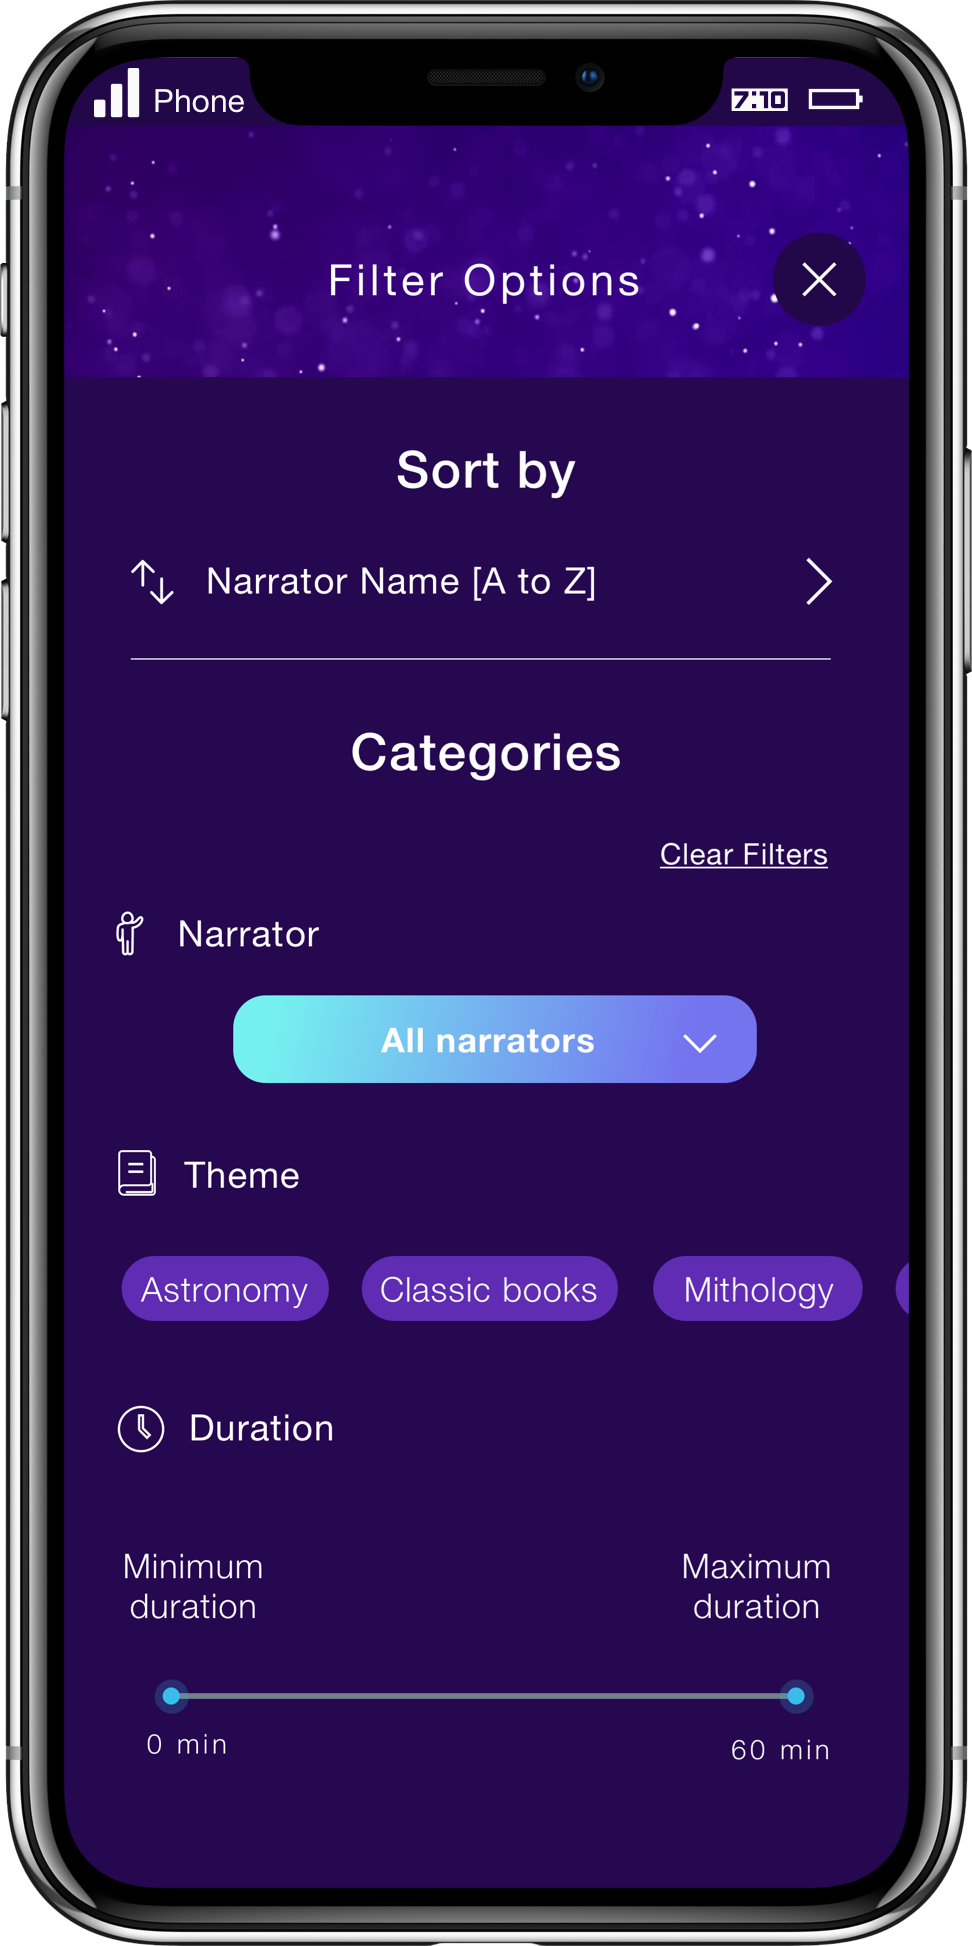 Phone 7:10
Filter Options
Sort by
Narrator Name [A to Z]
Categories
Clear Filters
Narrator
All narrators
Theme
Astronomy Classic books Mithology
Duration
Minimum duration
Maximum duration
0 min
60 min